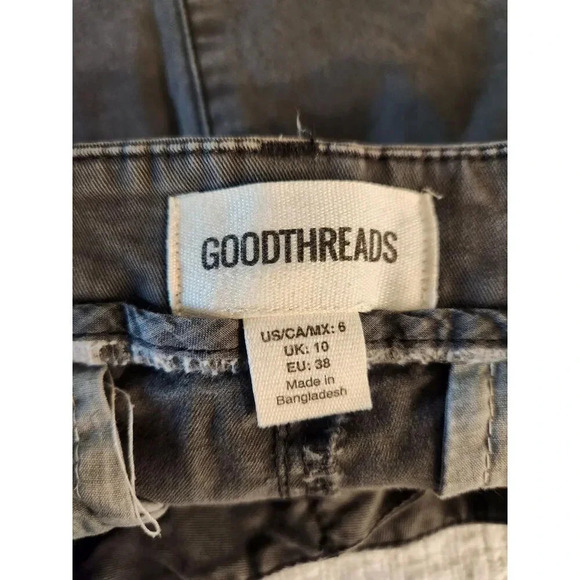 GOODTHREADS
US/CA/MX: 6
UK: 10
EU: 38
Made in
Bangladesh